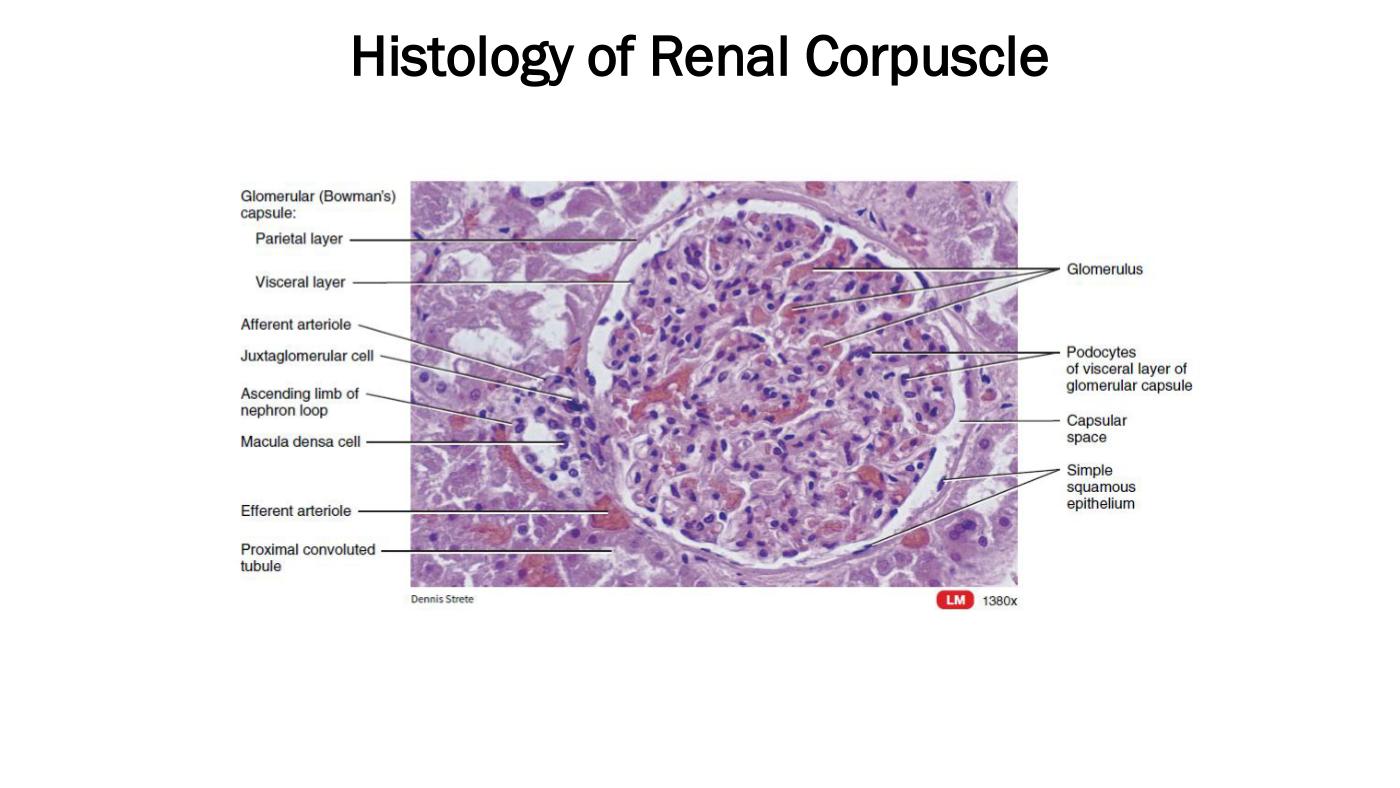 Histology of Renal Corpuscle
Glomerular (Bowman's)
capsule:
Parietal layer
Visceral layer
Afferent arteriole
Juxtaglomerular cell
Ascending limb of
nephron loop
Macula densa cell
Efferent arteriole
Proximal convoluted
tubule
Glomerulus
Podocytes
of visceral layer of
glomerular capsule
Capsular
space
Simple
squamous
epithelium
Dennis Strete
LM 1380x